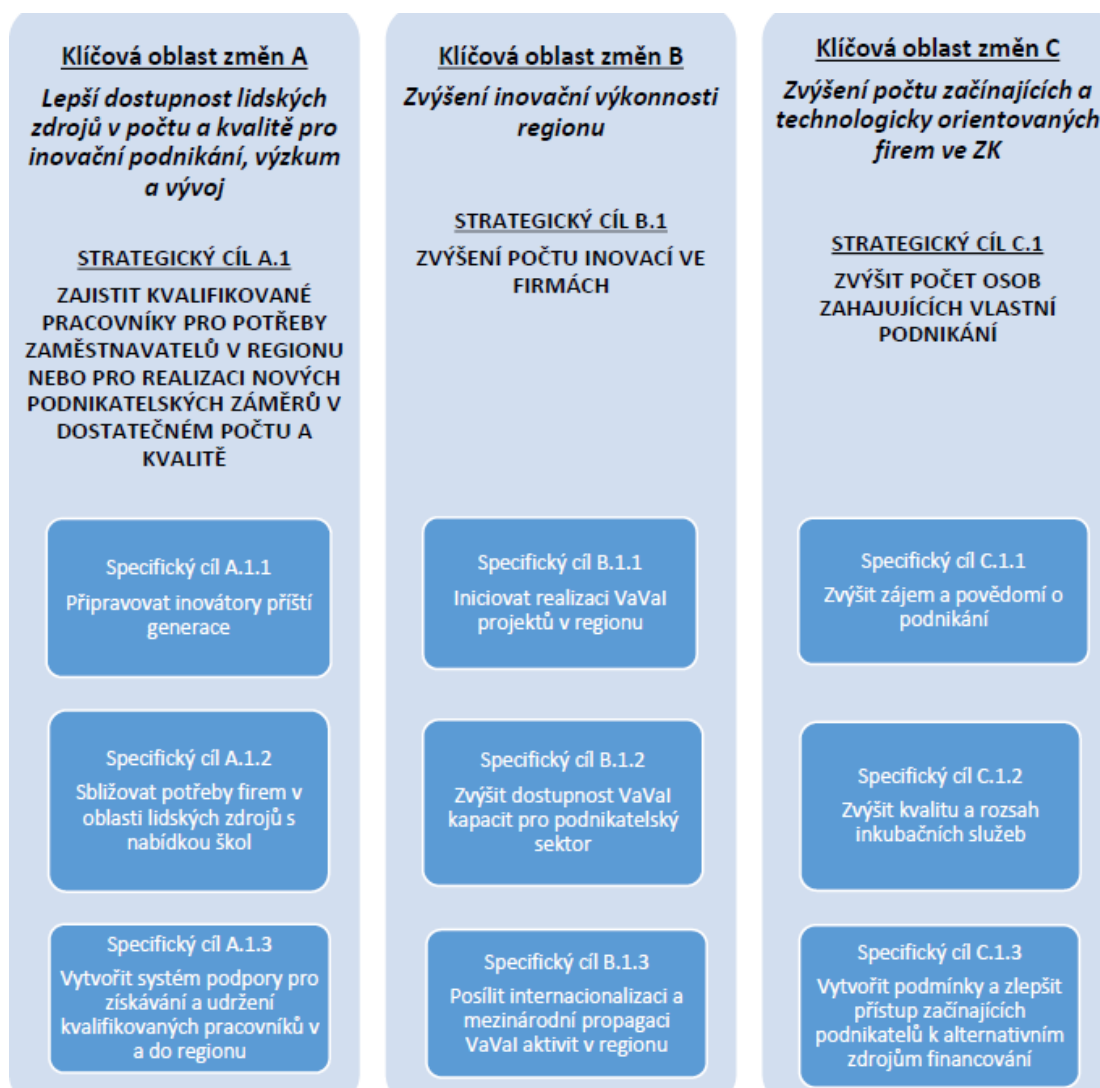 Klíčová oblast změn A
Lepší dostupnost lidských
zdrojů v počtu a kvalitě pro
inovační podnikání, výzkum
a vývoj
STRATEGICKÝ CÍL A.1
ZAJISTIT KVALIFIKOVANÉ
PRACOVNÍKY PRO POTŘEBY
ZAMĚSTNAVATELŮ V REGIONU
NEBO PRO REALIZACI NOVÝCH
PODNIKATELSKÝCH ZÁMĚRŮ V
DOSTATEČNÉM POČTU A
KVALITĚ
Specifický cíl A.1.1
Připravovat inovátory příští
generace
Specifický cíl A.1.2
Sbližovat potřeby firem v
oblasti lidských zdrojů s
nabídkou škol
Specifický cíl A.1.3
Vytvořit systém podpory pro
získávání a udržení
kvalifikovaných pracovníků v
a do regionu
Klíčová oblast změn B
Zvýšení inovační výkonnosti
regionu
STRATEGICKÝ CÍL B.1
ZVÝŠENÍ POČTU INOVACÍ VE
FIRMÁCH
Specifický cíl B.1.1
Iniciovat realizaci VaVaI
projektů v regionu
Specifický cíl B.1.2
Zvýšit dostupnost VaVaI
kapacit pro podnikatelský
sektor
Specifický cíl B.1.3
Posílit internacionalizaci a
mezinárodní propagaci
VaVaI aktivit v regionu
Klíčová oblast změn C
Zvýšení počtu začínajících a
technologicky orientovaných
firem ve ZK
STRATEGICKÝ CÍL C.1
ZVÝŠIT POČET OSOB
ZAHAJUJÍCÍCH VLASTNÍ
PODNIKÁNÍ
Specifický cíl C.1.1
Zvýšit zájem a povědomí o
podnikání
Specifický cíl C.1.2
Zvýšit kvalitu a rozsah
inkubačních služeb
Specifický cíl C.1.3
Vytvořit podmínky a zlepšit
přístup začínajících
podnikatelů k alternativním
zdrojům financování